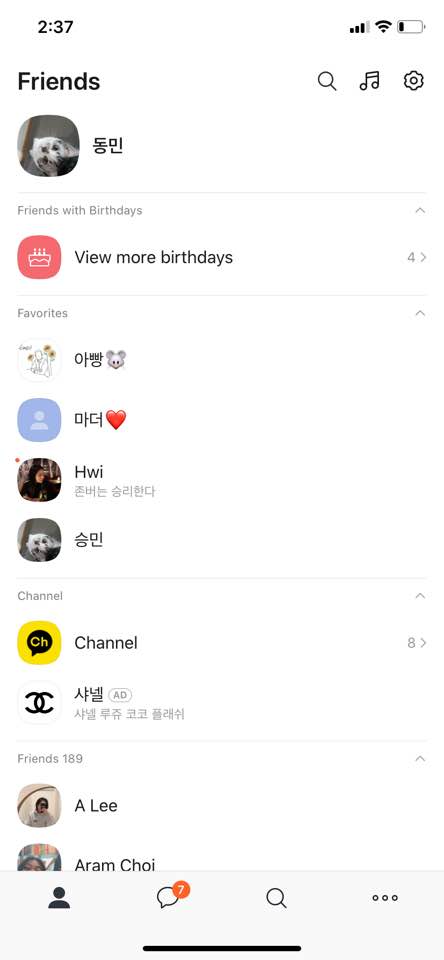 2:37
Friends
동민
Friends with Birthdays
View more birthdays 4
Favorites
아빵🐭
마더❤️
Hwi
존버는 승리한다
승민
Channel
Ch Channel 8
샤넬 AD
샤넬 루쥬 코코 플래쉬
Friends 189
A Lee
Aram Choi
7